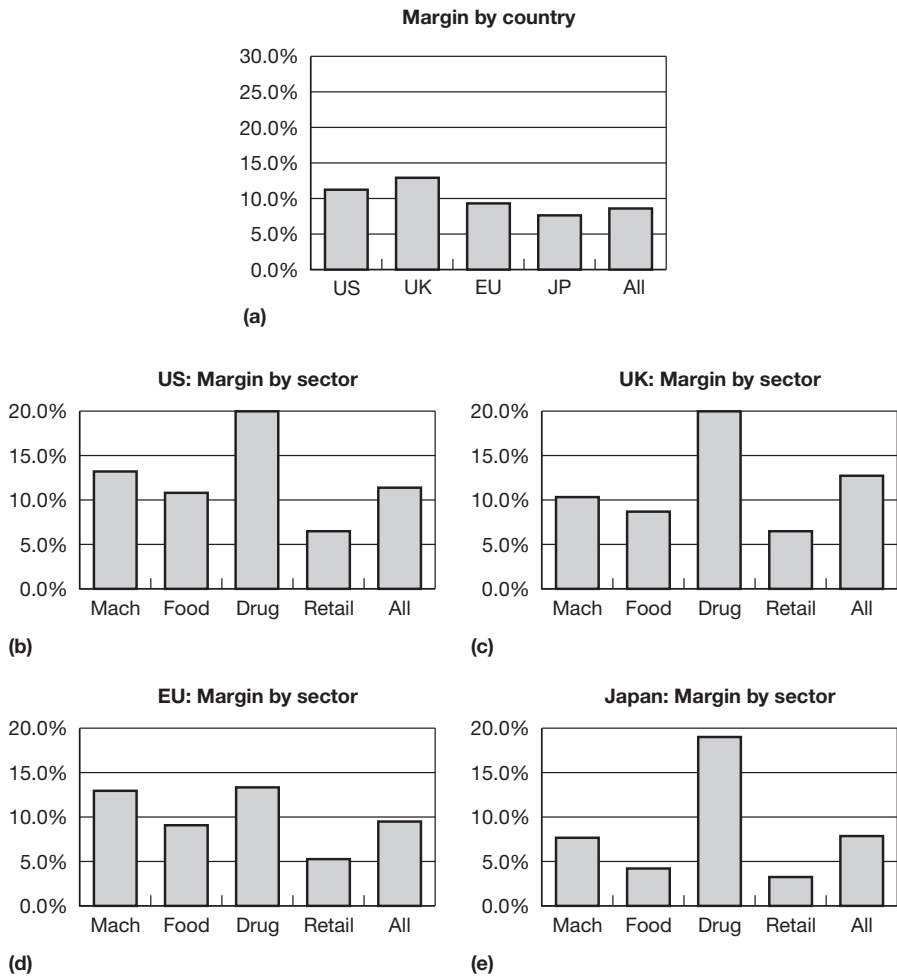 Margin by country
30.0%
25.0%
20.0%
15.0%
10.0%
5.0%
0.0%
US UK EU JP All
(a)
US: Margin by sector
20.0%
15.0%
10.0%
5.0%
0.0%
Mach Food Drug Retail All
(b)
UK: Margin by sector
20.0%
15.0%
10.0%
5.0%
0.0%
Mach Food Drug Retail All
(c)
EU: Margin by sector
20.0%
15.0%
10.0%
5.0%
0.0%
Mach Food Drug Retail All
(d)
Japan: Margin by sector
20.0%
15.0%
10.0%
5.0%
0.0%
Mach Food Drug Retail All
(e)